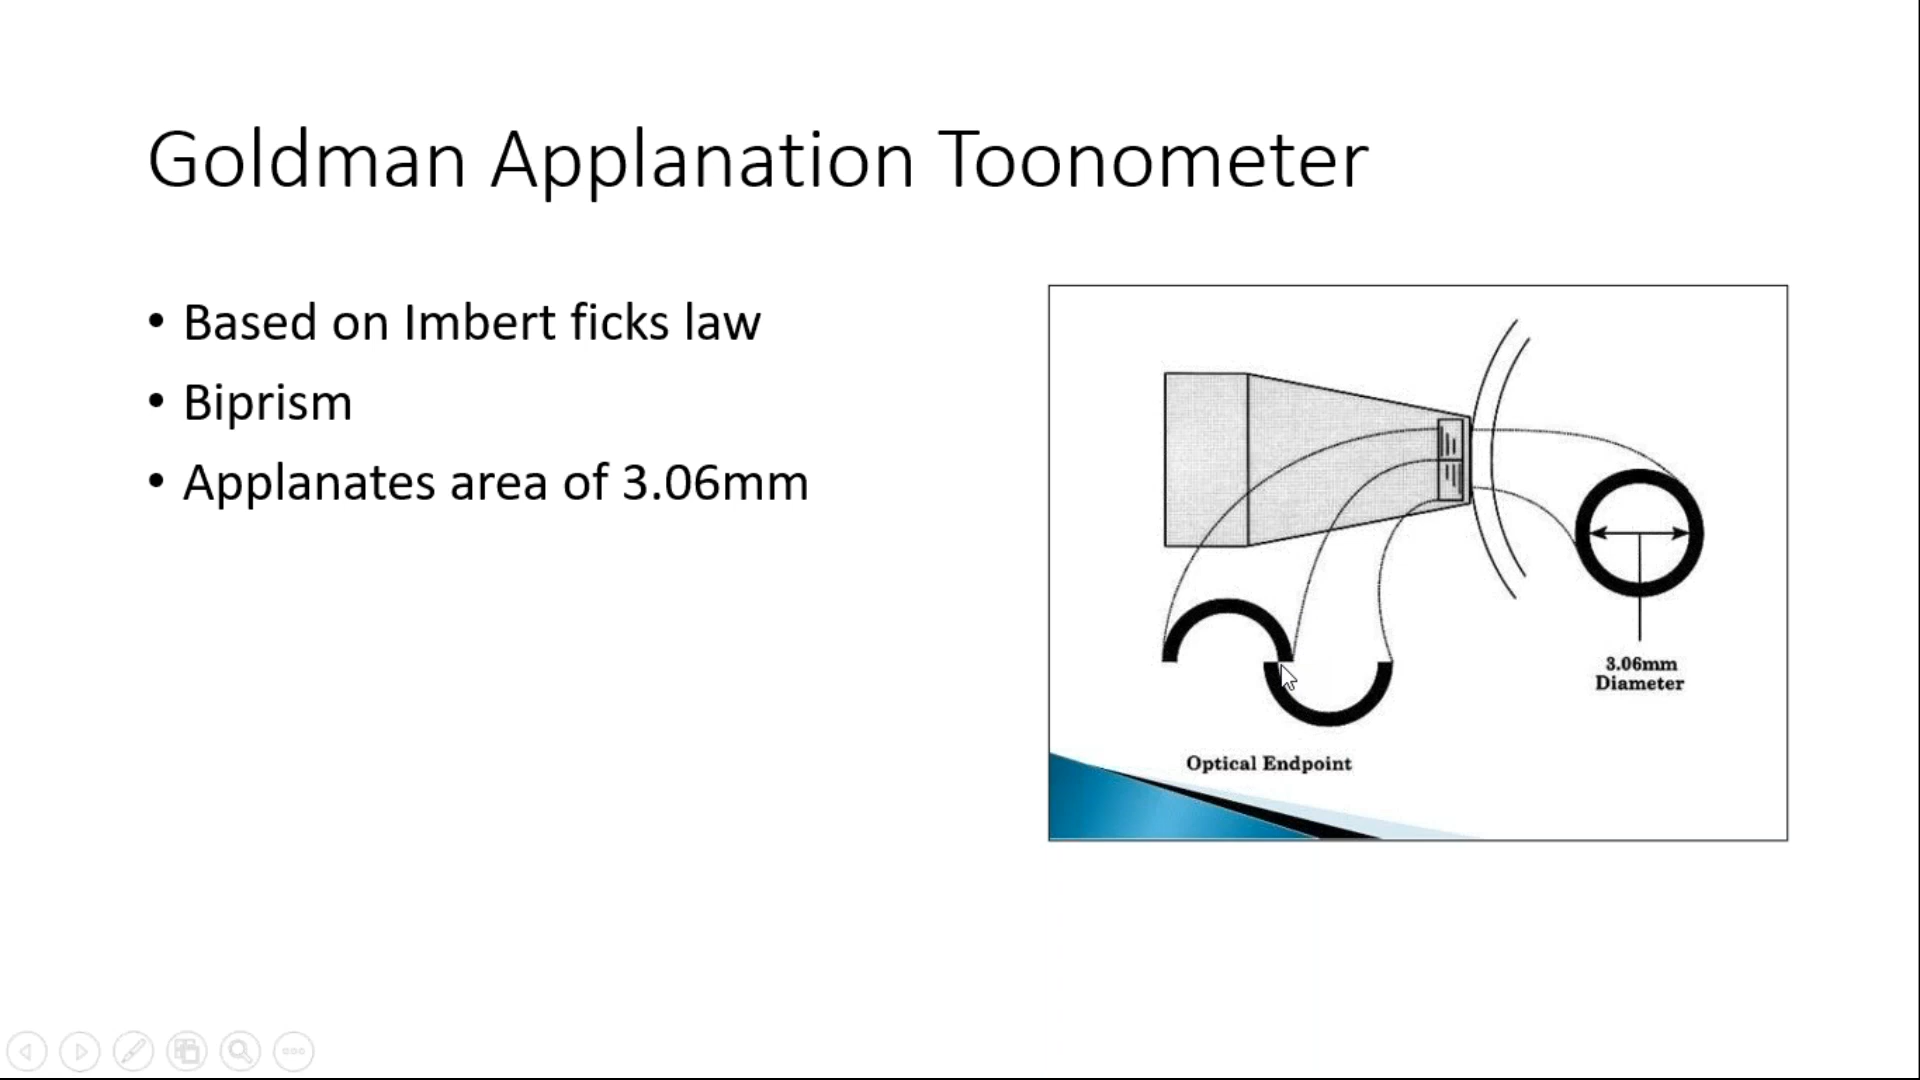 Goldman Applanation Toonometer
• Based on Imbert ficks law
• Biprism
• Applanates area of 3.06mm
3.06mm
Diameter
Optical Endpoint